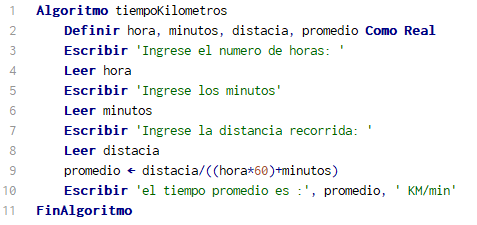 1 Algoritmo tiempoKilometros
2 Definir hora, minutos, distacia, promedio Como Real
3 Escribir 'Ingrese el numero de horas: '
4 Leer hora
5 Escribir 'Ingrese los minutos'
6 Leer minutos
7 Escribir 'Ingrese la distancia recorrida: '
8 Leer distacia
9 promedio ← distacia/((hora*60)+minutos)
10 Escribir 'el tiempo promedio es :', promedio, ' KM/min'
11 FinAlgoritmo